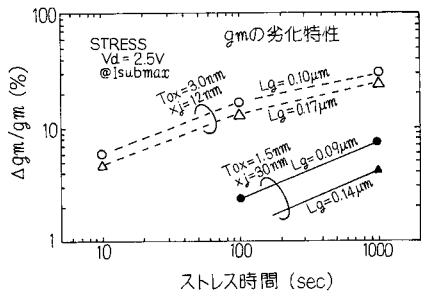 gmの劣化特性
STRESS
Vd = 2.5V
@Isubmax
Tox=3.0nm
xj=12nm
Lg=0.10μm
Lg=0.17μm
Tox=1.5nm
xj=30nm
Lg=0.09μm
Lg=0.14μm
100
10
1
Δgm/gm (%)
10
100
1000
ストレス時間 (sec)